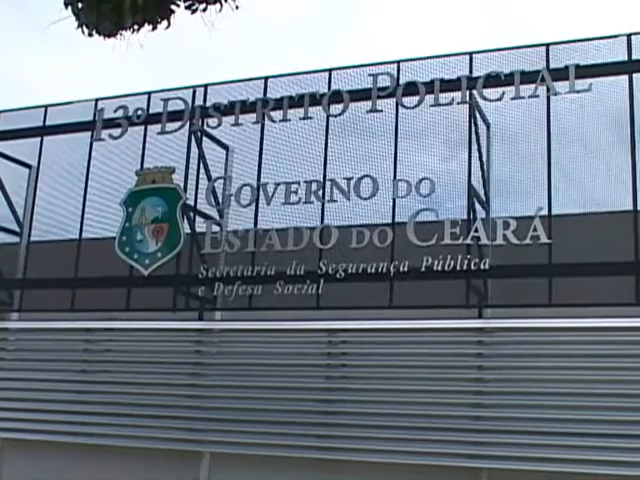 13º DISTRITO POLICIAL
GOVERNO DO
ESTADO DO CEARÁ
Secretaria da Segurança Pública
e Defesa Social